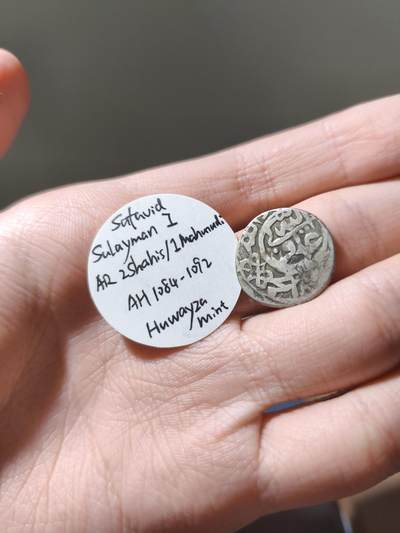 Safavid
Sulayman I
AR 2Shahis/1Mahmudi
AH 1084-1092
Huwayza
mint